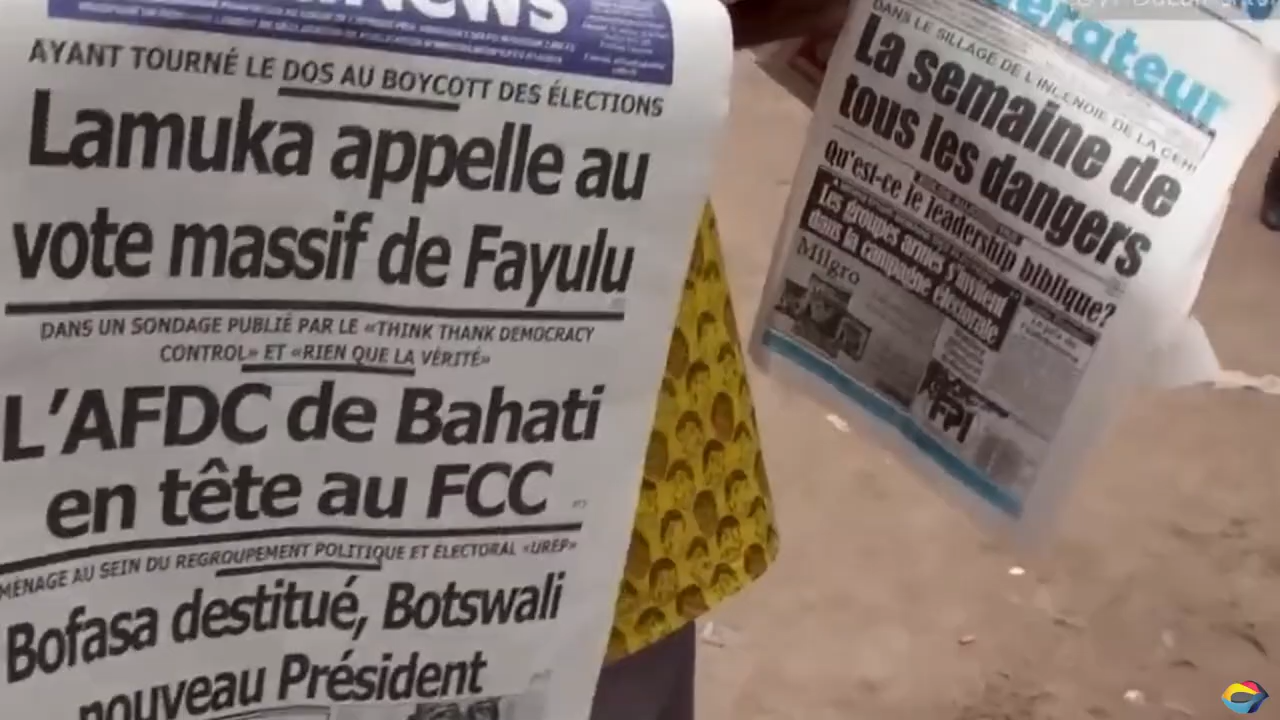 News
AYANT TOURNÉ LE DOS AU BOYCOTT DES ÉLECTIONS
Lamuka appelle au
vote massif de Fayulu
DANS UN SONDAGE PUBLIÉ PAR LE «THINK THANK DEMOCRACY
CONTROL» ET «RIEN QUE LA VÉRITÉ»
L'AFDC de Bahati
en tête au FCC
MÉNAGE AU SEIN DU REGROUPEMENT POLITIQUE ET ÉLECTORAL «UREP»
Bofasa destitué, Botswali
nouveau Président
érateur
DANS LE SILLAGE DE L'INCENDIE DE LA CENI
La semaine de
tous les dangers
Qu'est-ce le leadership biblique?
Les groupes armés s'invitent
dans la campagne électorale
Milgro
FPI